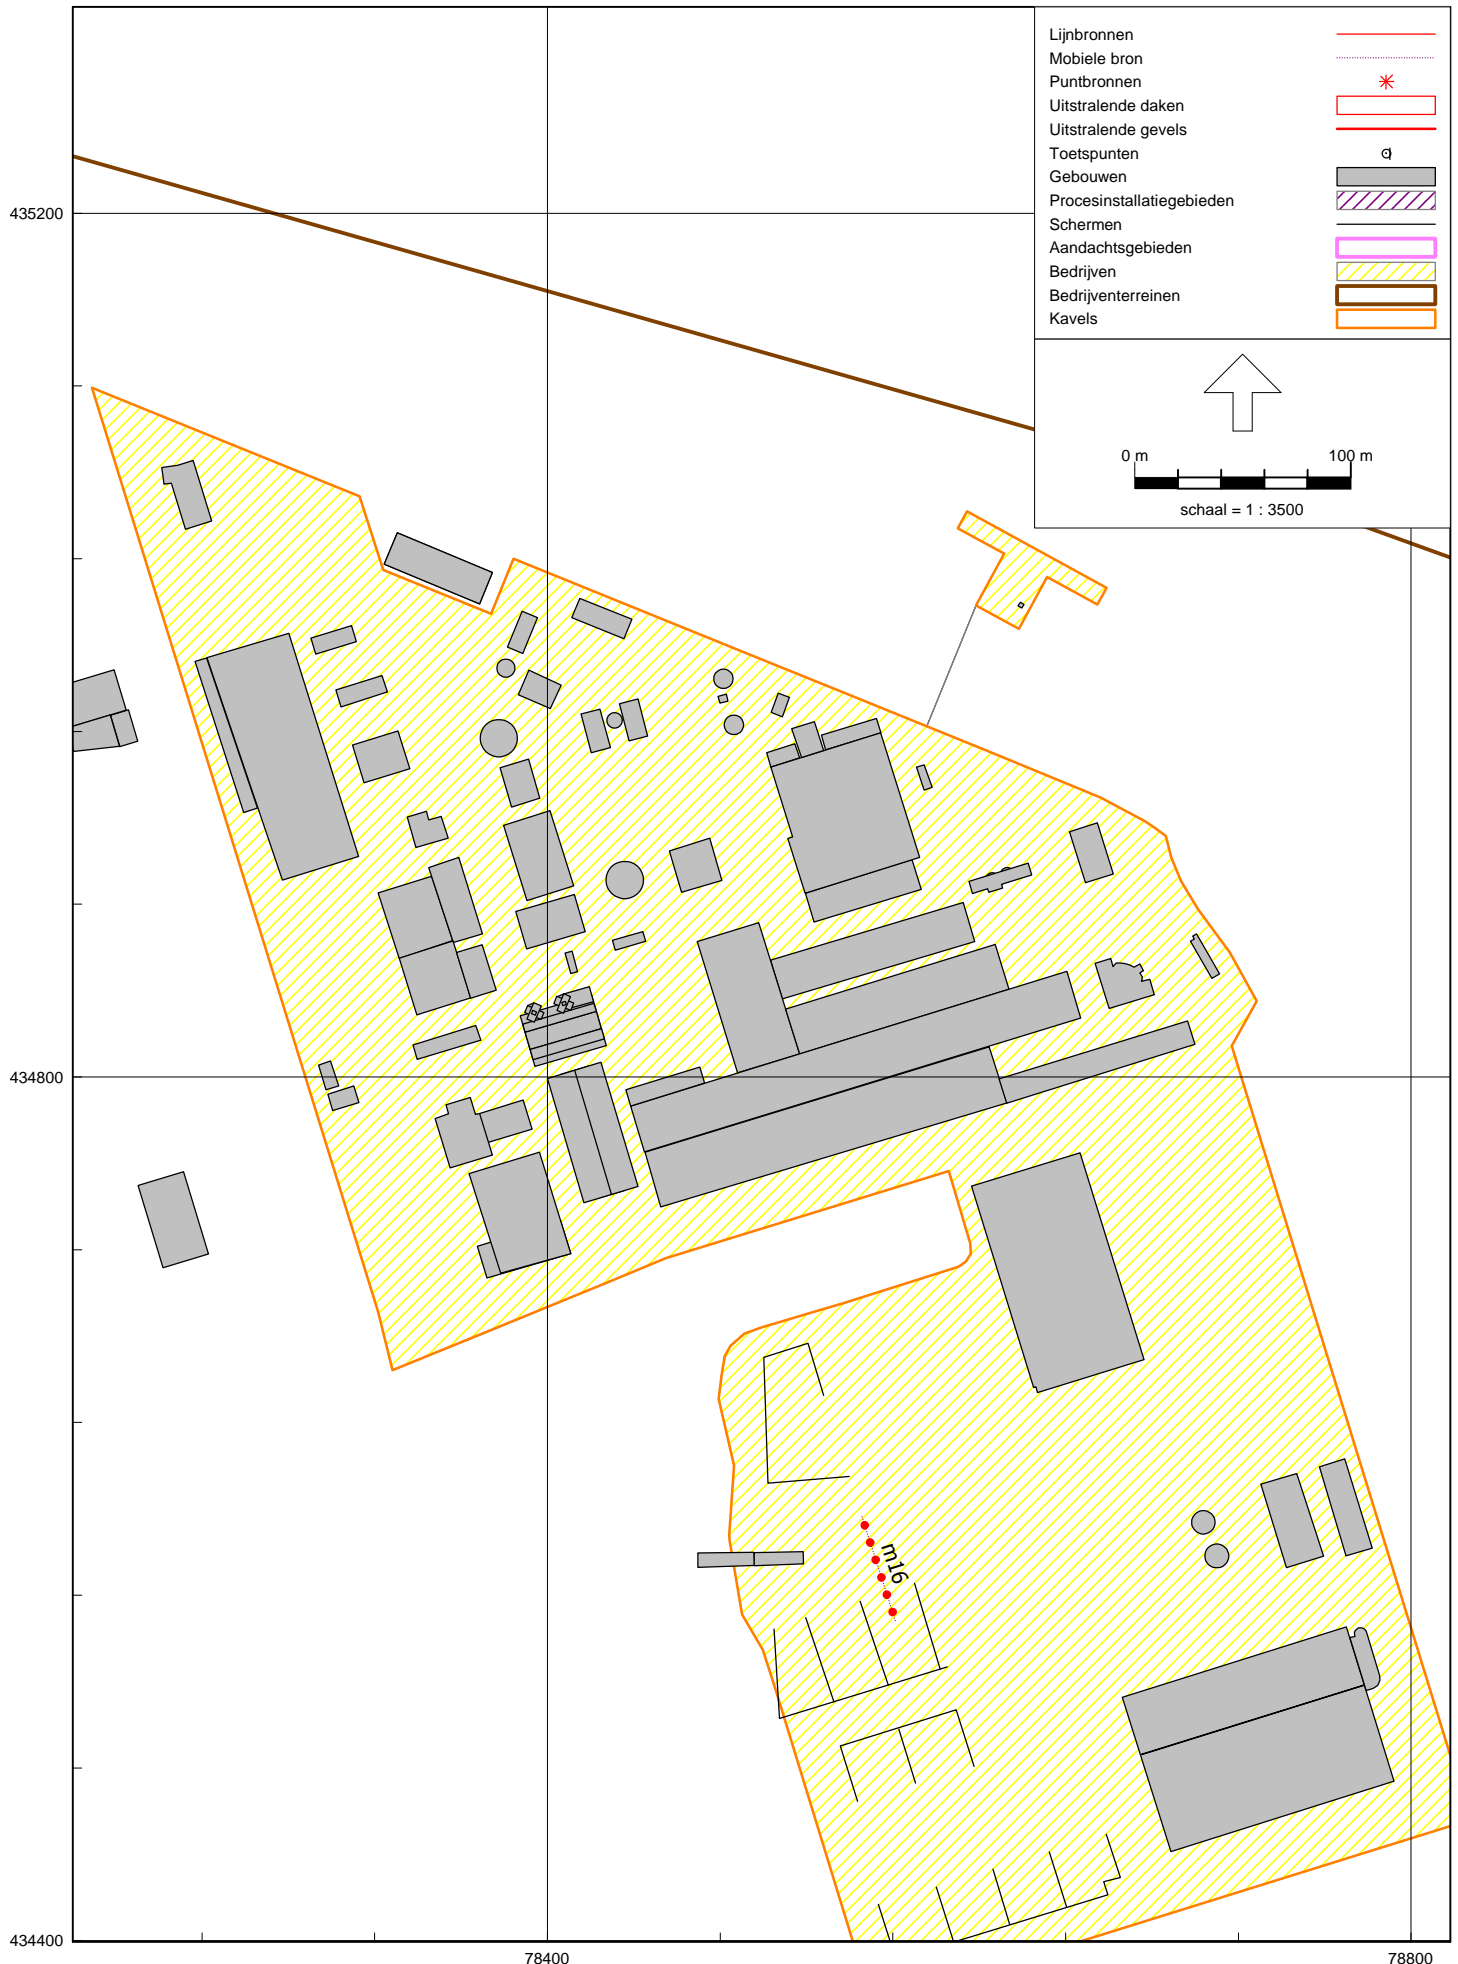 Lijnbronnen
Mobiele bron
Puntbronnen
Uitstralende daken
Uitstralende gevels
Toetspunten
Gebouwen
Procesinstallatiegebieden
Schermen
Aandachtsgebieden
Bedrijven
Bedrijventerreinen
Kavels
0 m 100 m
schaal = 1 : 3500
435200
434800
m16
434400
78400 78800